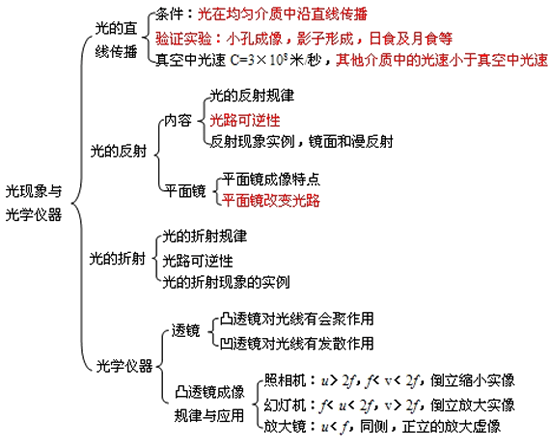 条件：光在均匀介质中沿直线传播
光的直
线传播
验证实验：小孔成像，影子形成，日食及月食等
真空中光速 C=3×10⁸米/秒，其他介质中的光速小于真空中光速
光的反射规律
内容
光路可逆性
反射现象实例，镜面和漫反射
光的反射
平面镜成像特点
平面镜
平面镜改变光路
光现象与
光学仪器
光的折射规律
光的折射
光路可逆性
光的折射现象的实例
凸透镜对光线有会聚作用
透镜
凹透镜对光线有发散作用
光学仪器
照相机：u＞2f，f＜v＜2f，倒立缩小实像
凸透镜成像
规律与应用
幻灯机：f＜u＜2f，v＞2f，倒立放大实像
放大镜：u＜f，同侧，正立的放大虚像